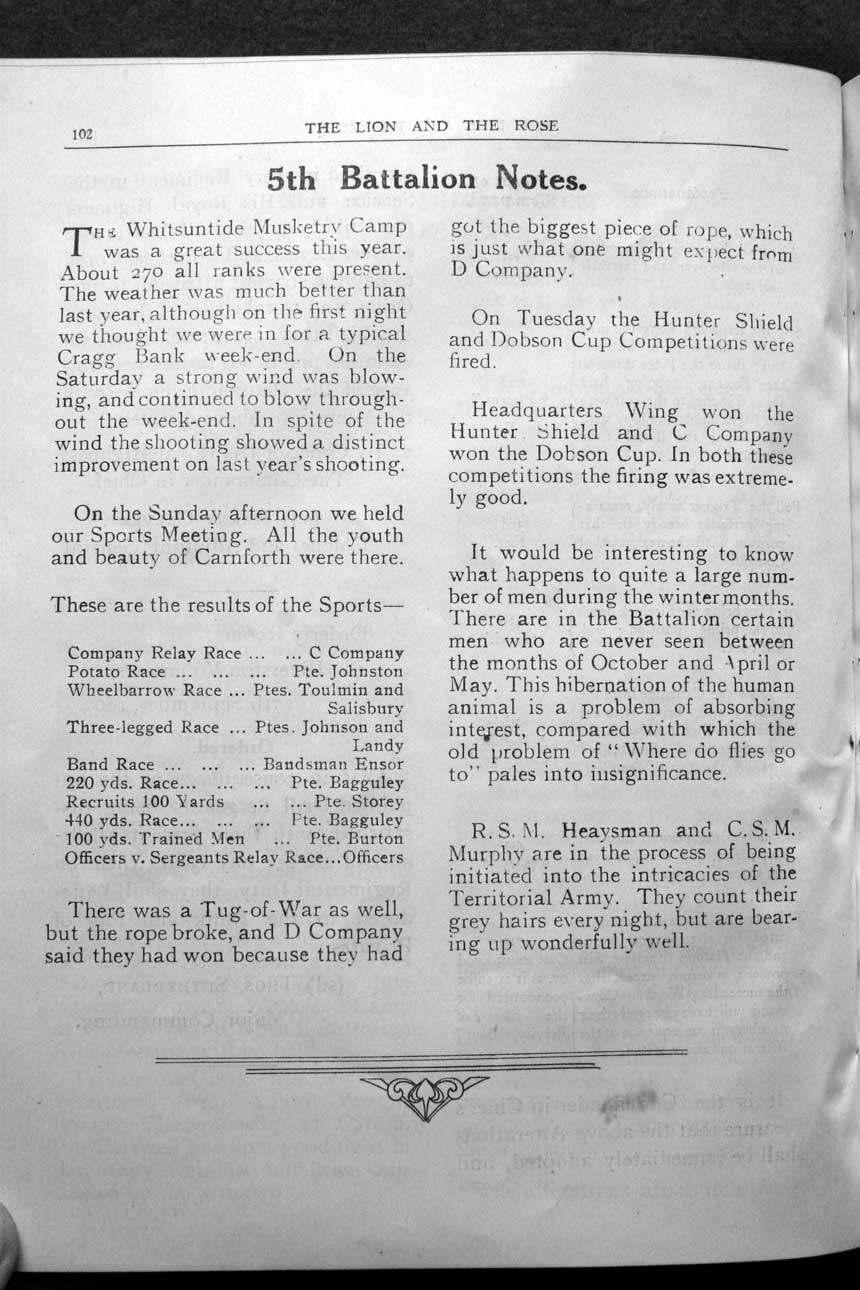 102
THE LION AND THE ROSE
5th Battalion Notes.
THE Whitsuntide Musketry Camp
was a great success this year.
About 270 all ranks were present.
The weather was much better than
last year, although on the first night
we thought we were in for a typical
Cragg Bank week-end. On the
Saturday a strong wind was blow-
ing, and continued to blow through-
out the week-end. In spite of the
wind the shooting showed a distinct
improvement on last year's shooting.
On the Sunday afternoon we held
our Sports Meeting. All the youth
and beauty of Carnforth were there.
These are the results of the Sports—
Company Relay Race ... ... C Company
Potato Race ... ... ... Pte. Johnston
Wheelbarrow Race ... Ptes. Toulmin and
Salisbury
Three-legged Race ... Ptes. Johnson and
Landy
Band Race ... ... ... Bandsman Ensor
220 yds. Race... ... ... Pte. Bagguley
Recruits 100 Yards ... ... Pte. Storey
440 yds. Race... ... ... Pte. Bagguley
100 yds. Trained Men ... Pte. Burton
Officers v. Sergeants Relay Race...Officers
There was a Tug-of-War as well,
but the rope broke, and D Company
said they had won because they had
got the biggest piece of rope, which
is just what one might expect from
D Company.
On Tuesday the Hunter Shield
and Dobson Cup Competitions were
fired.
Headquarters Wing won the
Hunter Shield and C Company
won the Dobson Cup. In both these
competitions the firing was extreme-
ly good.
It would be interesting to know
what happens to quite a large num-
ber of men during the winter months.
There are in the Battalion certain
men who are never seen between
the months of October and April or
May. This hibernation of the human
animal is a problem of absorbing
interest, compared with which the
old problem of "Where do flies go
to" pales into insignificance.
R. S. M. Heaysman and C. S. M.
Murphy are in the process of being
initiated into the intricacies of the
Territorial Army. They count their
grey hairs every night, but are bear-
ing up wonderfully well.